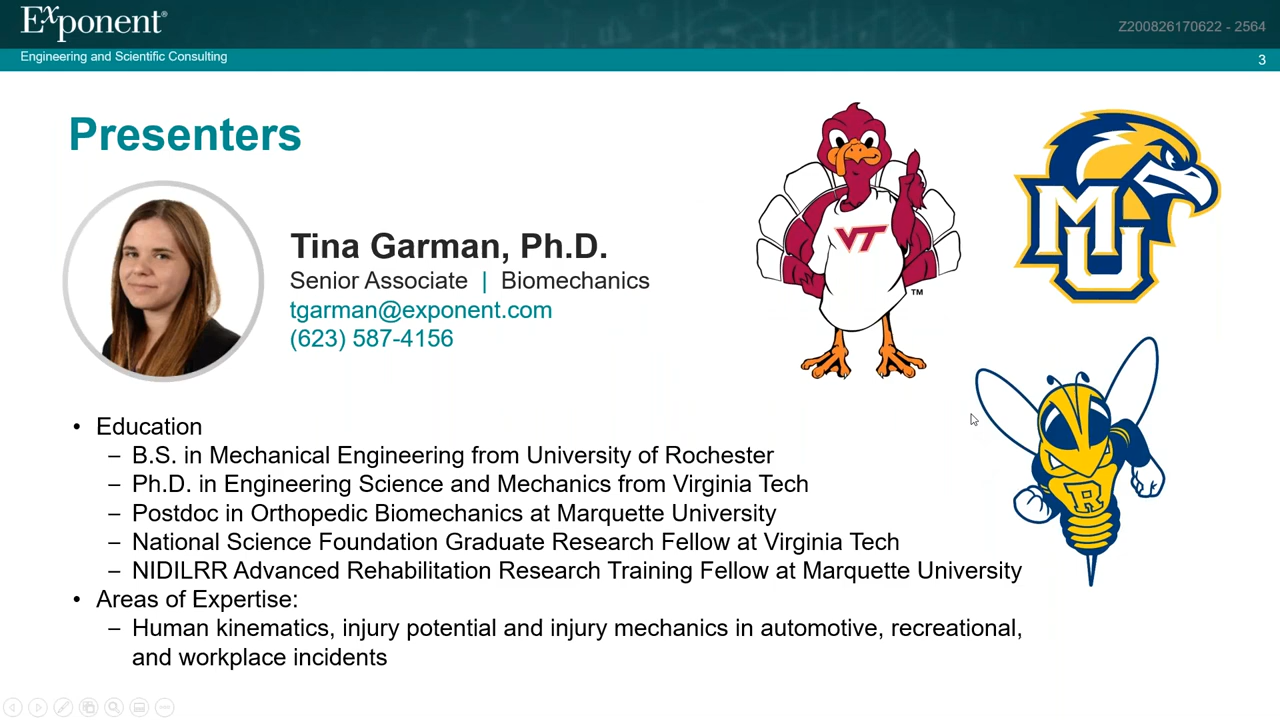 Exponent®
Z200826170622 - 2564
Engineering and Scientific Consulting
3
Presenters
Tina Garman, Ph.D.
Senior Associate | Biomechanics
tgarman@exponent.com
(623) 587-4156
VT
TM
MU
R
• Education
– B.S. in Mechanical Engineering from University of Rochester
– Ph.D. in Engineering Science and Mechanics from Virginia Tech
– Postdoc in Orthopedic Biomechanics at Marquette University
– National Science Foundation Graduate Research Fellow at Virginia Tech
– NIDILRR Advanced Rehabilitation Research Training Fellow at Marquette University
• Areas of Expertise:
– Human kinematics, injury potential and injury mechanics in automotive, recreational,
and workplace incidents